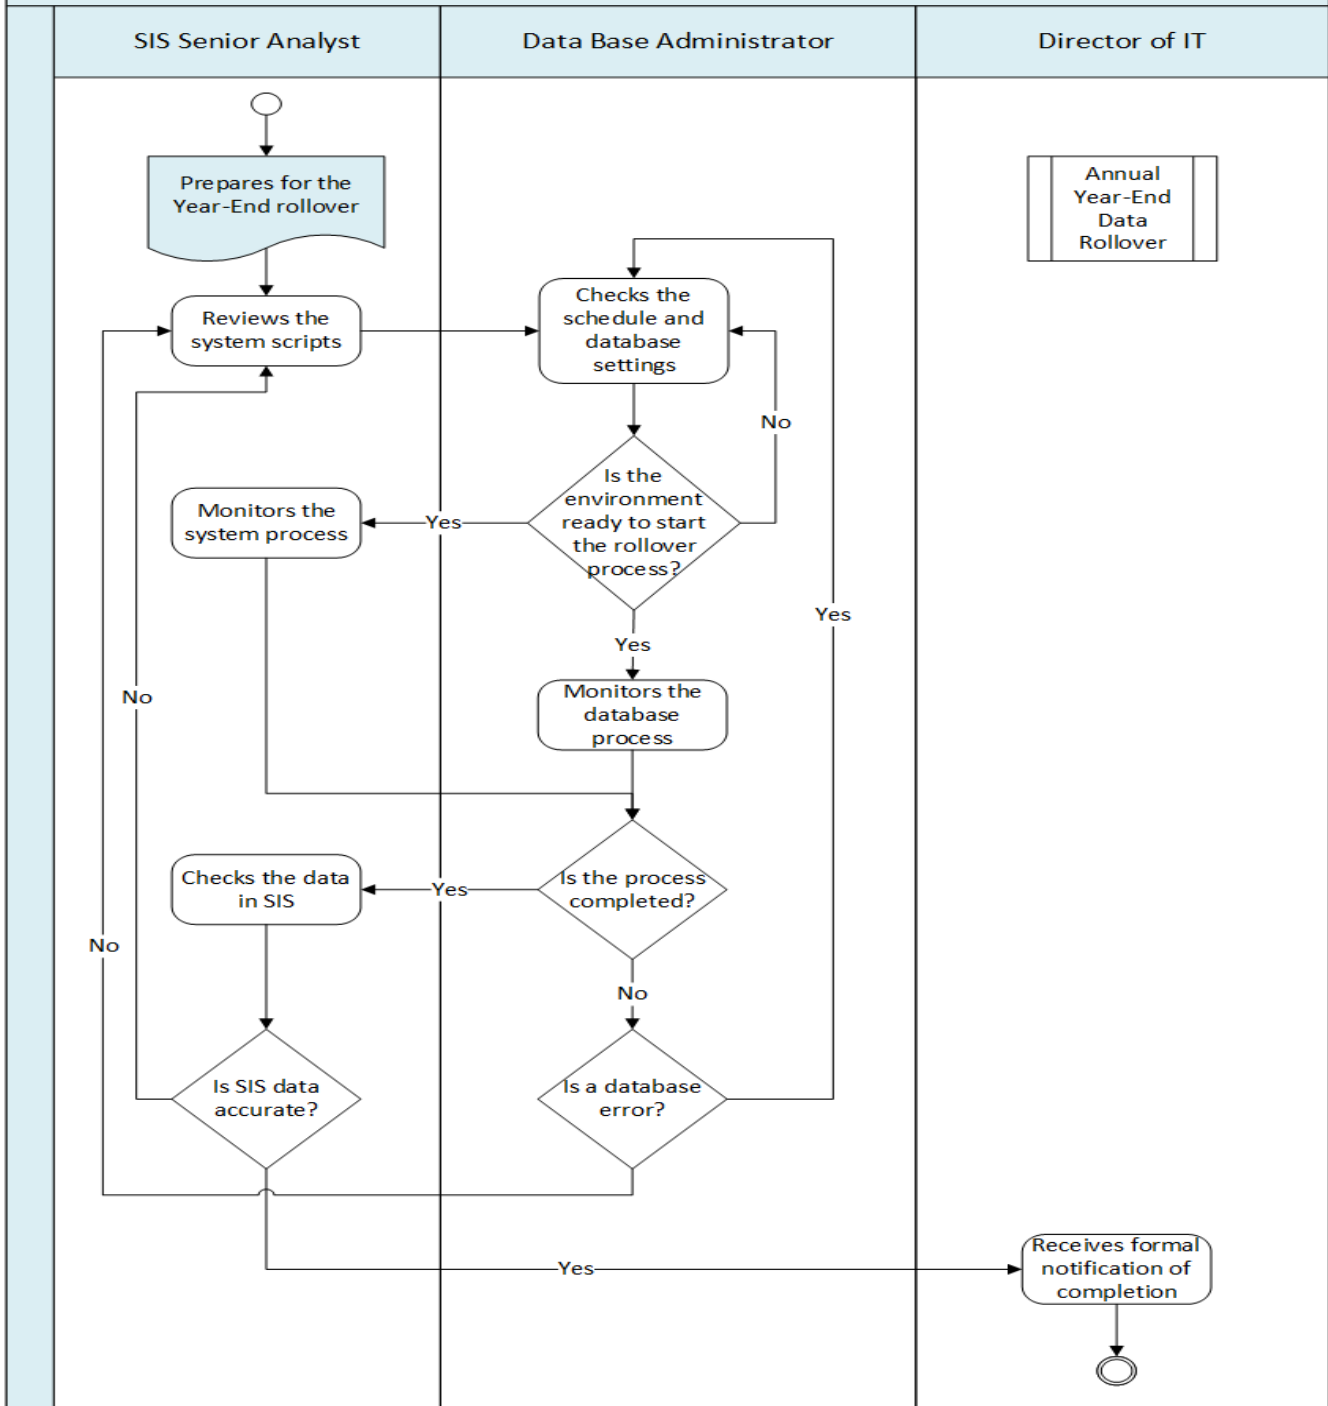 SIS Senior Analyst
Data Base Administrator
Director of IT
Prepares for the
Year-End rollover
Annual
Year-End
Data
Rollover
Reviews the
system scripts
Checks the
schedule and
database
settings
No
Is the
environment
ready to start
the rollover
process?
Monitors the
system process
Yes
Yes
Yes
No
Monitors the
database
process
Is the process
completed?
Checks the data
in SIS
Yes
No
No
Is SIS data
accurate?
Is a database
error?
Yes
Receives formal
notification of
completion